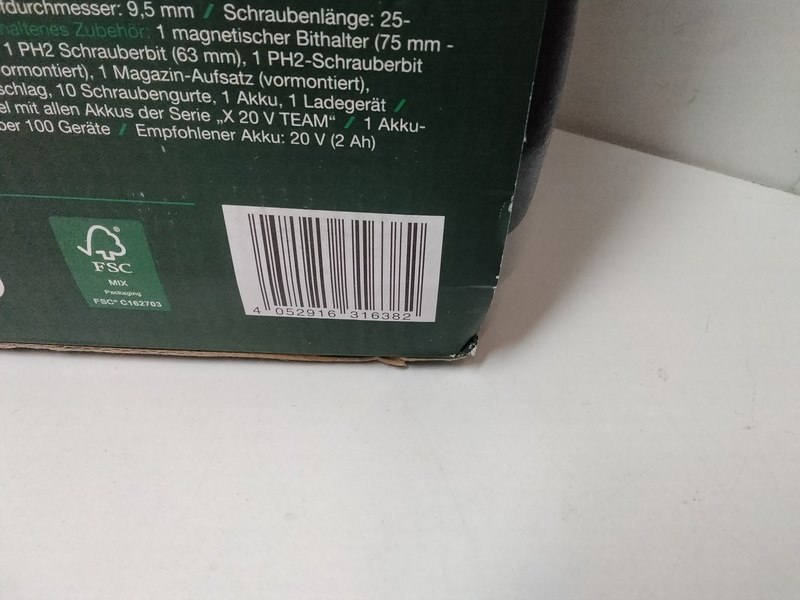 fdurchmesser: 9,5 mm / Schraubenlänge: 25-
haltenes Zubehör: 1 magnetischer Bithalter (75 mm -
1 PH2 Schrauberbit (63 mm), 1 PH2-Schrauberbit
ormontiert), 1 Magazin-Aufsatz (vormontiert),
schlag, 10 Schraubengurte, 1 Akku, 1 Ladegerät /
el mit allen Akkus der Serie „X 20 V TEAM“ / 1 Akku-
ber 100 Geräte / Empfohlener Akku: 20 V (2 Ah)
FSC
MIX
Packaging
FSC® C162703
4 052916 316382